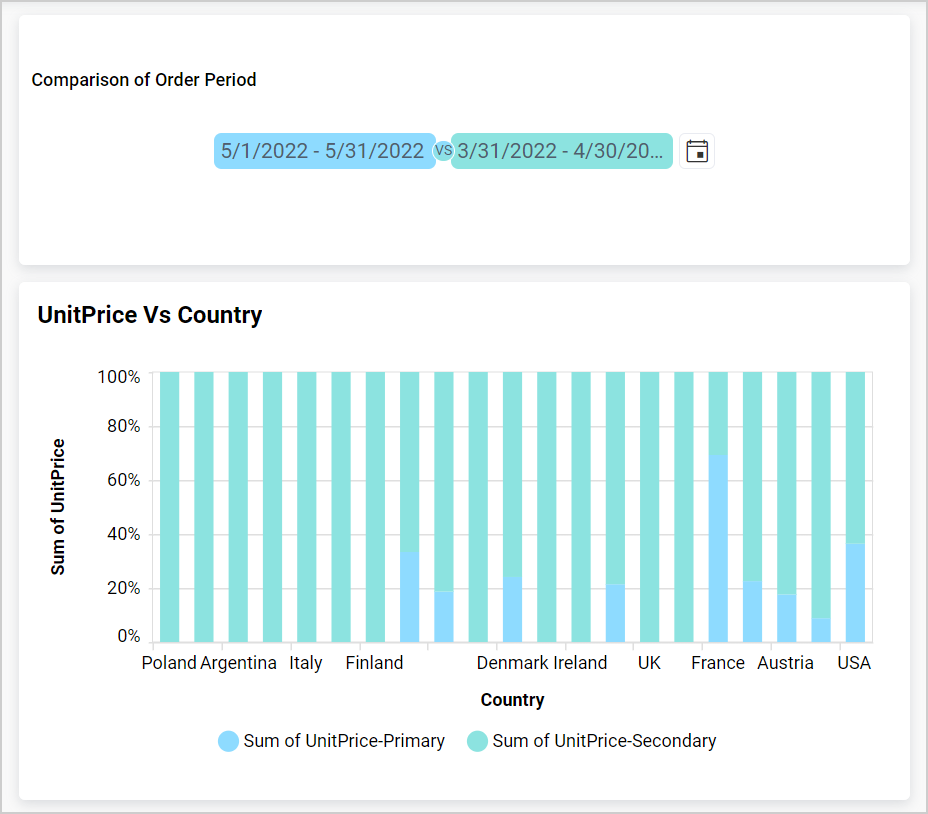 Comparison of Order Period
5/1/2022 - 5/31/2022 VS 3/31/2022 - 4/30/20...
UnitPrice Vs Country
100%
80%
60%
40%
20%
0%
Sum of UnitPrice
Poland Argentina Italy Finland Denmark Ireland UK France Austria USA
Country
Sum of UnitPrice-Primary Sum of UnitPrice-Secondary